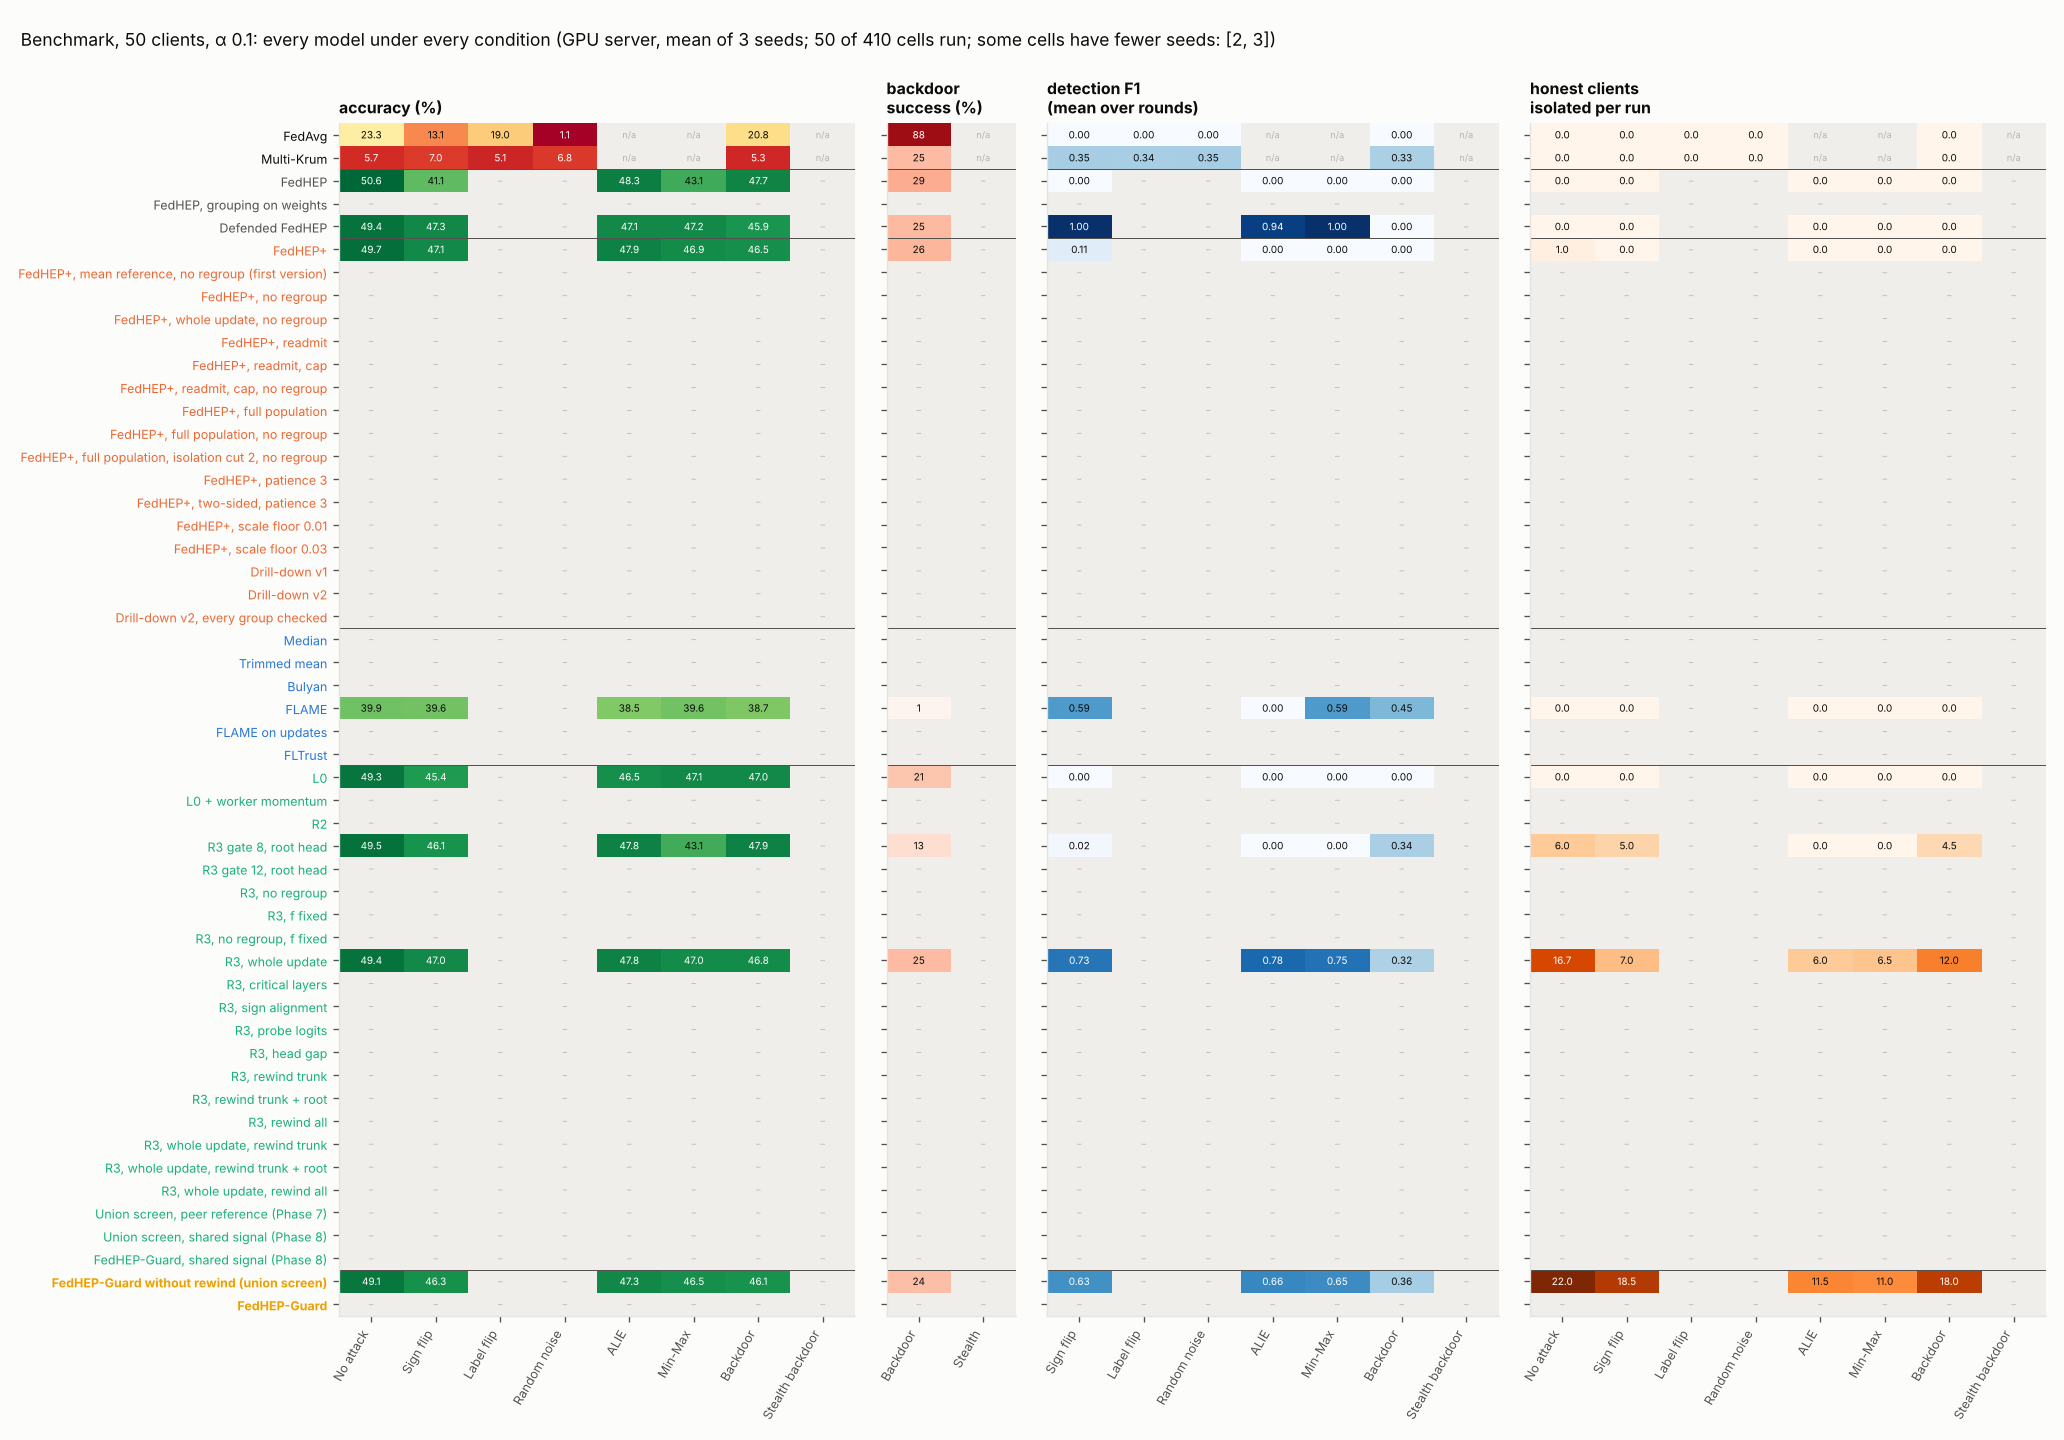 Benchmark, 50 clients, α 0.1: every model under every condition (GPU server, mean of 3 seeds; 50 of 410 cells run; some cells have fewer seeds: [2, 3])
accuracy (%)
backdoor
success (%)
detection F1
(mean over rounds)
honest clients
isolated per run
FedAvg 23.3 13.1 19.0 1.1 n/a n/a 20.8 n/a 88 n/a 0.00 0.00 0.00 n/a n/a 0.00 n/a 0.0 0.0 0.0 0.0 n/a n/a 0.0 n/a
Multi-Krum 5.7 7.0 5.1 6.8 n/a n/a 5.3 n/a 25 n/a 0.35 0.34 0.35 n/a n/a 0.33 n/a 0.0 0.0 0.0 0.0 n/a n/a 0.0 n/a
FedHEP 50.6 41.1 – – 48.3 43.1 47.7 – 29 – 0.00 – – 0.00 0.00 0.00 – 0.0 0.0 – – 0.0 0.0 0.0 –
FedHEP, grouping on weights
Defended FedHEP 49.4 47.3 – – 47.1 47.2 45.9 – 25 – 1.00 – – 0.94 1.00 0.00 – 0.0 0.0 – – 0.0 0.0 0.0 –
FedHEP+ 49.7 47.1 – – 47.9 46.9 46.5 – 26 – 0.11 – – 0.00 0.00 0.00 – 1.0 0.0 – – 0.0 0.0 0.0 –
FedHEP+, mean reference, no regroup (first version)
FedHEP+, no regroup
FedHEP+, whole update, no regroup
FedHEP+, readmit
FedHEP+, readmit, cap
FedHEP+, readmit, cap, no regroup
FedHEP+, full population
FedHEP+, full population, no regroup
FedHEP+, full population, isolation cut 2, no regroup
FedHEP+, patience 3
FedHEP+, two-sided, patience 3
FedHEP+, scale floor 0.01
FedHEP+, scale floor 0.03
Drill-down v1
Drill-down v2
Drill-down v2, every group checked
Median
Trimmed mean
Bulyan
FLAME 39.9 39.6 – – 38.5 39.6 38.7 – 1 – 0.59 – – 0.00 0.59 0.45 – 0.0 0.0 – – 0.0 0.0 0.0 –
FLAME on updates
FLTrust
L0 49.3 45.4 – – 46.5 47.1 47.0 – 21 – 0.00 – – 0.00 0.00 0.00 – 0.0 0.0 – – 0.0 0.0 0.0 –
L0 + worker momentum
R2
R3 gate 8, root head 49.5 46.1 – – 47.8 43.1 47.9 – 13 – 0.02 – – 0.00 0.00 0.34 – 6.0 5.0 – – 0.0 0.0 4.5 –
R3 gate 12, root head
R3, no regroup
R3, f fixed
R3, no regroup, f fixed
R3, whole update 49.4 47.0 – – 47.8 47.0 46.8 – 25 – 0.73 – – 0.78 0.75 0.32 – 16.7 7.0 – – 6.0 6.5 12.0 –
R3, critical layers
R3, sign alignment
R3, probe logits
R3, head gap
R3, rewind trunk
R3, rewind trunk + root
R3, rewind all
R3, whole update, rewind trunk
R3, whole update, rewind trunk + root
R3, whole update, rewind all
Union screen, peer reference (Phase 7)
Union screen, shared signal (Phase 8)
FedHEP-Guard, shared signal (Phase 8)
FedHEP-Guard without rewind (union screen) 49.1 46.3 – – 47.3 46.5 46.1 – 24 – 0.63 – – 0.66 0.65 0.36 – 22.0 18.5 – – 11.5 11.0 18.0 –
FedHEP-Guard
No attack Sign flip Label flip Random noise ALIE Min-Max Backdoor Stealth backdoor
Backdoor Stealth
Sign flip Label flip Random noise ALIE Min-Max Backdoor Stealth backdoor
No attack Sign flip Label flip Random noise ALIE Min-Max Backdoor Stealth backdoor